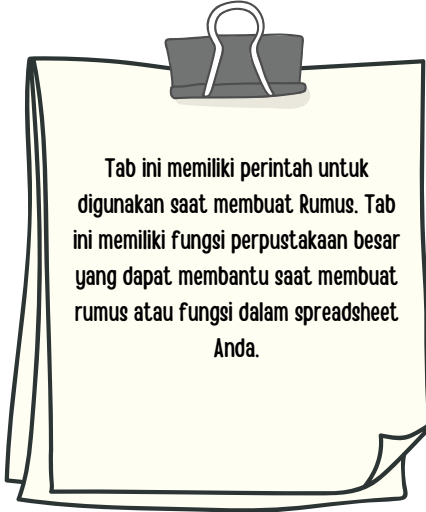 Tab ini memiliki perintah untuk
digunakan saat membuat Rumus. Tab
ini memiliki fungsi perpustakaan besar
yang dapat membantu saat membuat
rumus atau fungsi dalam spreadsheet
Anda.